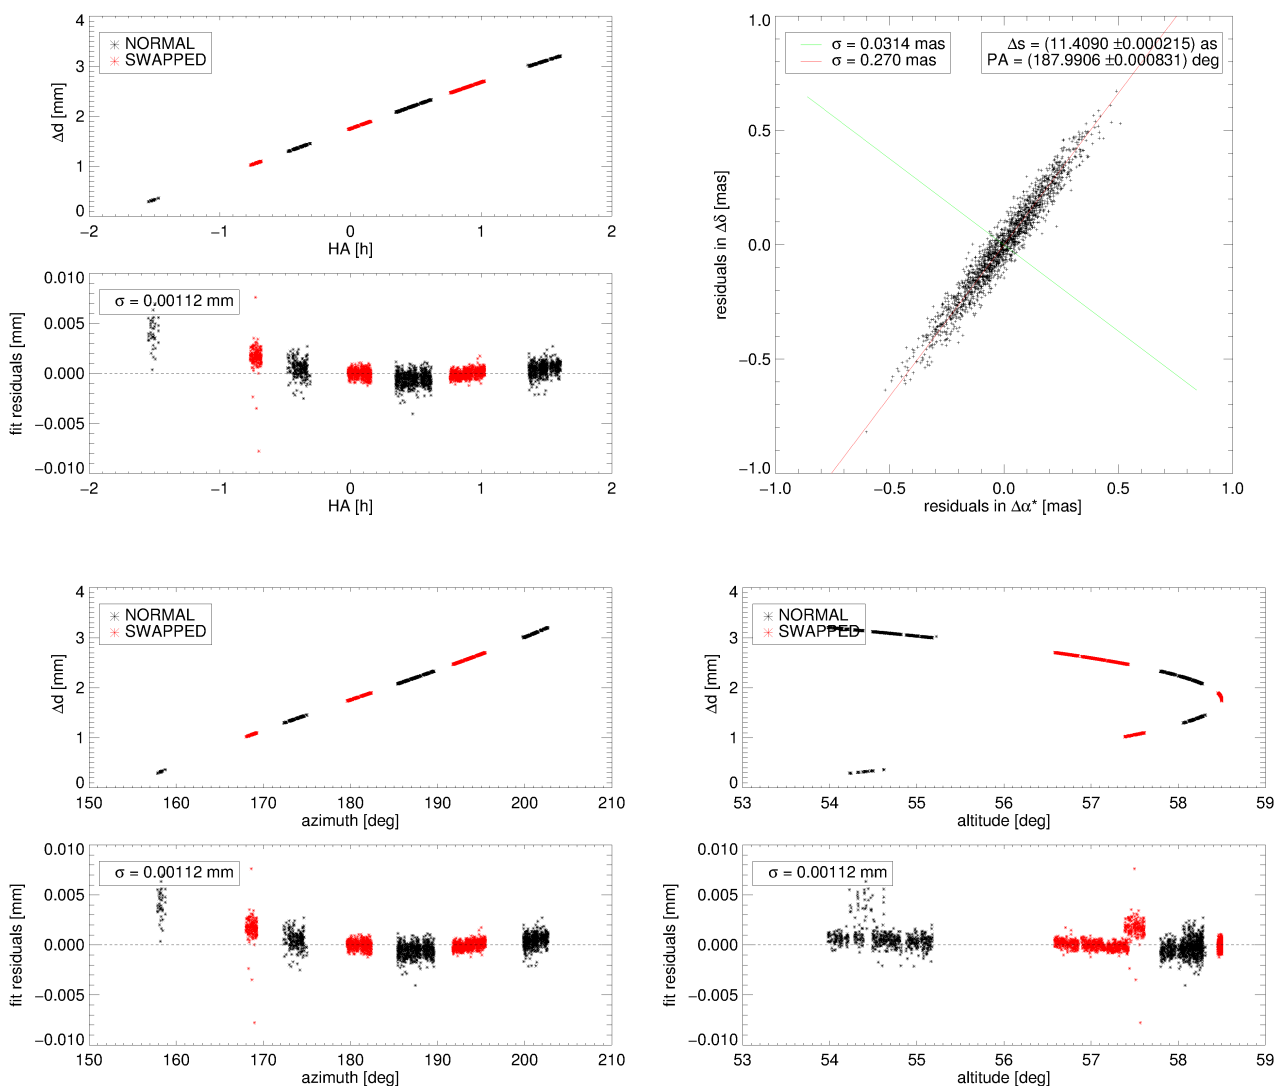 4
3
2
1
0
Δd [mm]
NORMAL
SWAPPED
−2
−1
0
1
2
HA [h]
0.010
0.005
0.000
−0.005
−0.010
fit residuals [mm]
σ = 0.00112 mm
−2
−1
0
1
2
HA [h]
1.0
0.5
0.0
−0.5
−1.0
residuals in Δδ [mas]
σ = 0.0314 mas
σ = 0.270 mas
Δs = (11.4090 ±0.000215) as
PA = (187.9906 ±0.000831) deg
−1.0
−0.5
0.0
0.5
1.0
residuals in Δα* [mas]
4
3
2
1
0
Δd [mm]
NORMAL
SWAPPED
150
160
170
180
190
200
210
azimuth [deg]
4
3
2
1
0
Δd [mm]
NORMAL
SWAPPED
53
54
55
56
57
58
59
altitude [deg]
0.010
0.005
0.000
−0.005
−0.010
fit residuals [mm]
σ = 0.00112 mm
150
160
170
180
190
200
210
azimuth [deg]
0.010
0.005
0.000
−0.005
−0.010
fit residuals [mm]
σ = 0.00112 mm
53
54
55
56
57
58
59
altitude [deg]